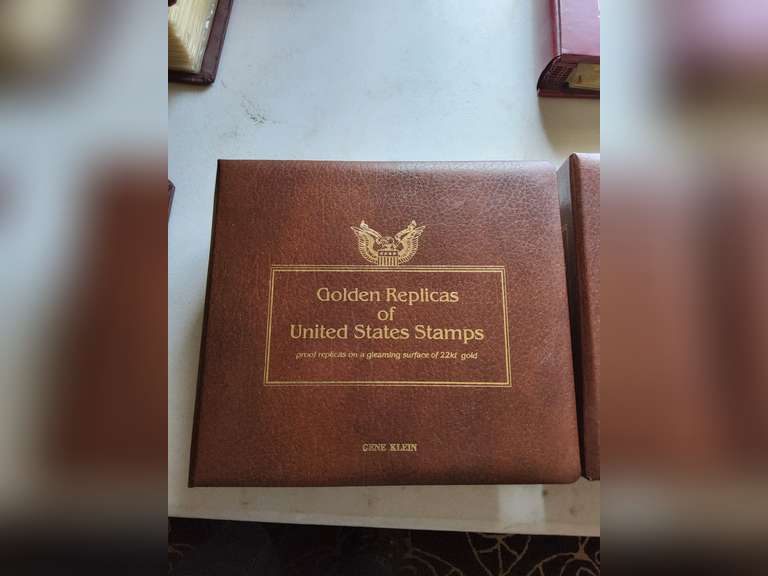 Golden Replicas
of
United States Stamps
proof replicas on a gleaming surface of 22kt gold
GENE KLEIN